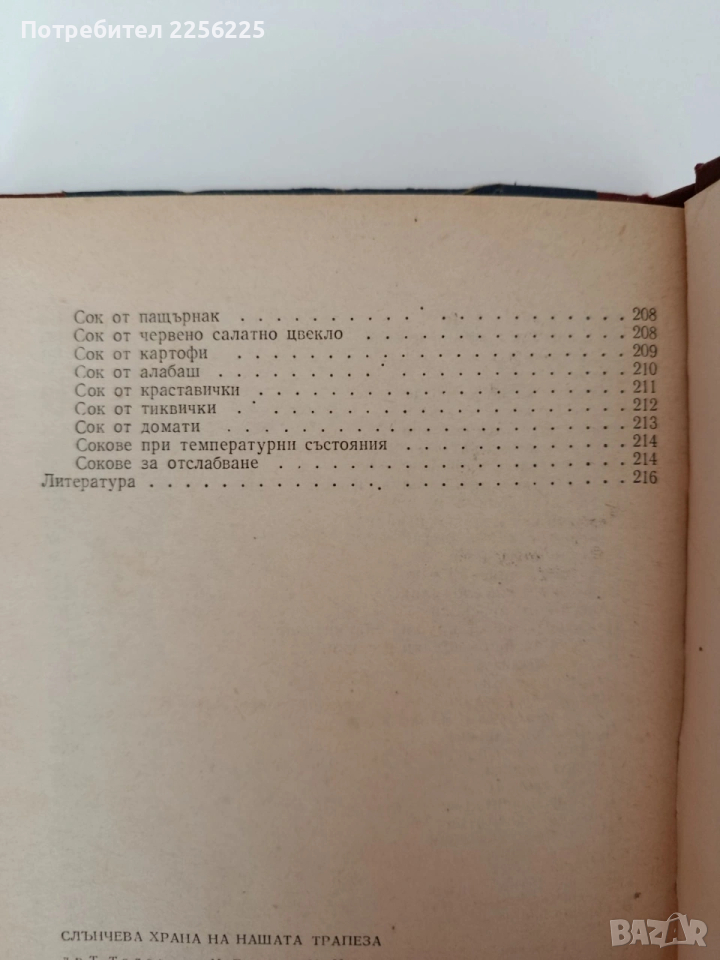 Потребител 2256225
Сок от пащърнак . . . . . . . . . . . . . . . . . . . 208
Сок от червено салатно цвекло . . . . . . . . . . . . . 208
Сок от картофи . . . . . . . . . . . . . . . . . . . 209
Сок от алабаш . . . . . . . . . . . . . . . . . . . 210
Сок от краставички . . . . . . . . . . . . . . . . . . 211
Сок от тиквички . . . . . . . . . . . . . . . . . . . 212
Сок от домати . . . . . . . . . . . . . . . . . . . 213
Сокове при температурни състояния . . . . . . . . . . . 214
Сокове за отслабване . . . . . . . . . . . . . . . . . 214
Литература . . . . . . . . . . . . . . . . . . . . . 216
СЛЪНЧЕВА ХРАНА НА НАШАТА ТРАПЕЗА
BAZAR